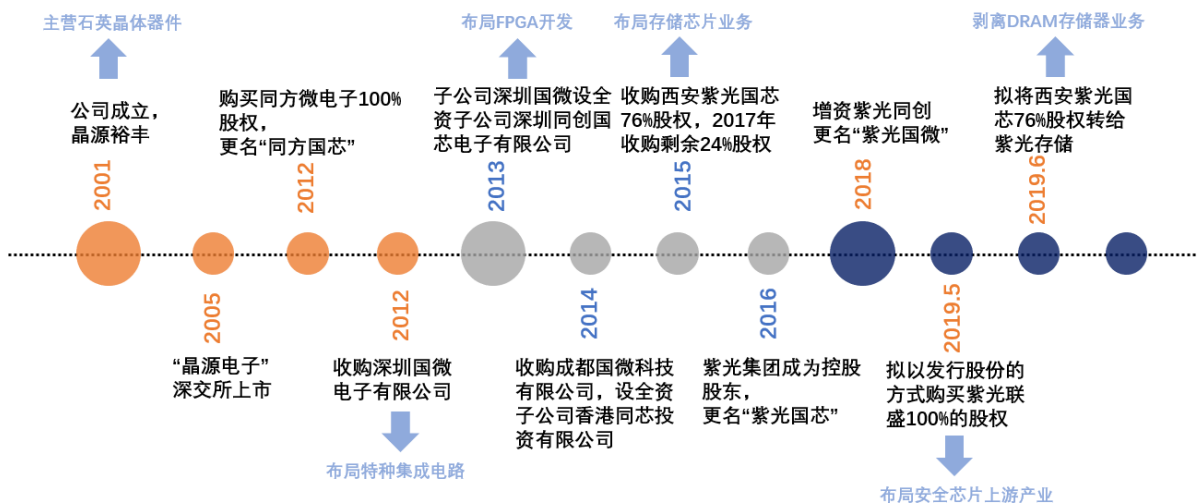 主营石英晶体器件
布局FPGA开发
布局存储芯片业务
剥离DRAM存储器业务
公司成立，
晶源裕丰
购买同方微电子100%
股权，
更名“同方国芯”
子公司深圳国微设全
资子公司深圳同创国
芯电子有限公司
收购西安紫光国芯
76%股权，2017年
收购剩余24%股权
增资紫光同创
更名“紫光国微”
拟将西安紫光国
芯76%股权转给
紫光存储
2001
2012
2013
2015
2018
2019.6
2005
2012
2014
2016
2019.5
“晶源电子”
深交所上市
收购深圳国微
电子有限公司
收购成都国微科技
有限公司，设全资
子公司香港同芯投
资有限公司
紫光集团成为控股
股东，
更名“紫光国芯”
拟以发行股份的
方式购买紫光联
盛100%的股权
布局特种集成电路
布局安全芯片上游产业